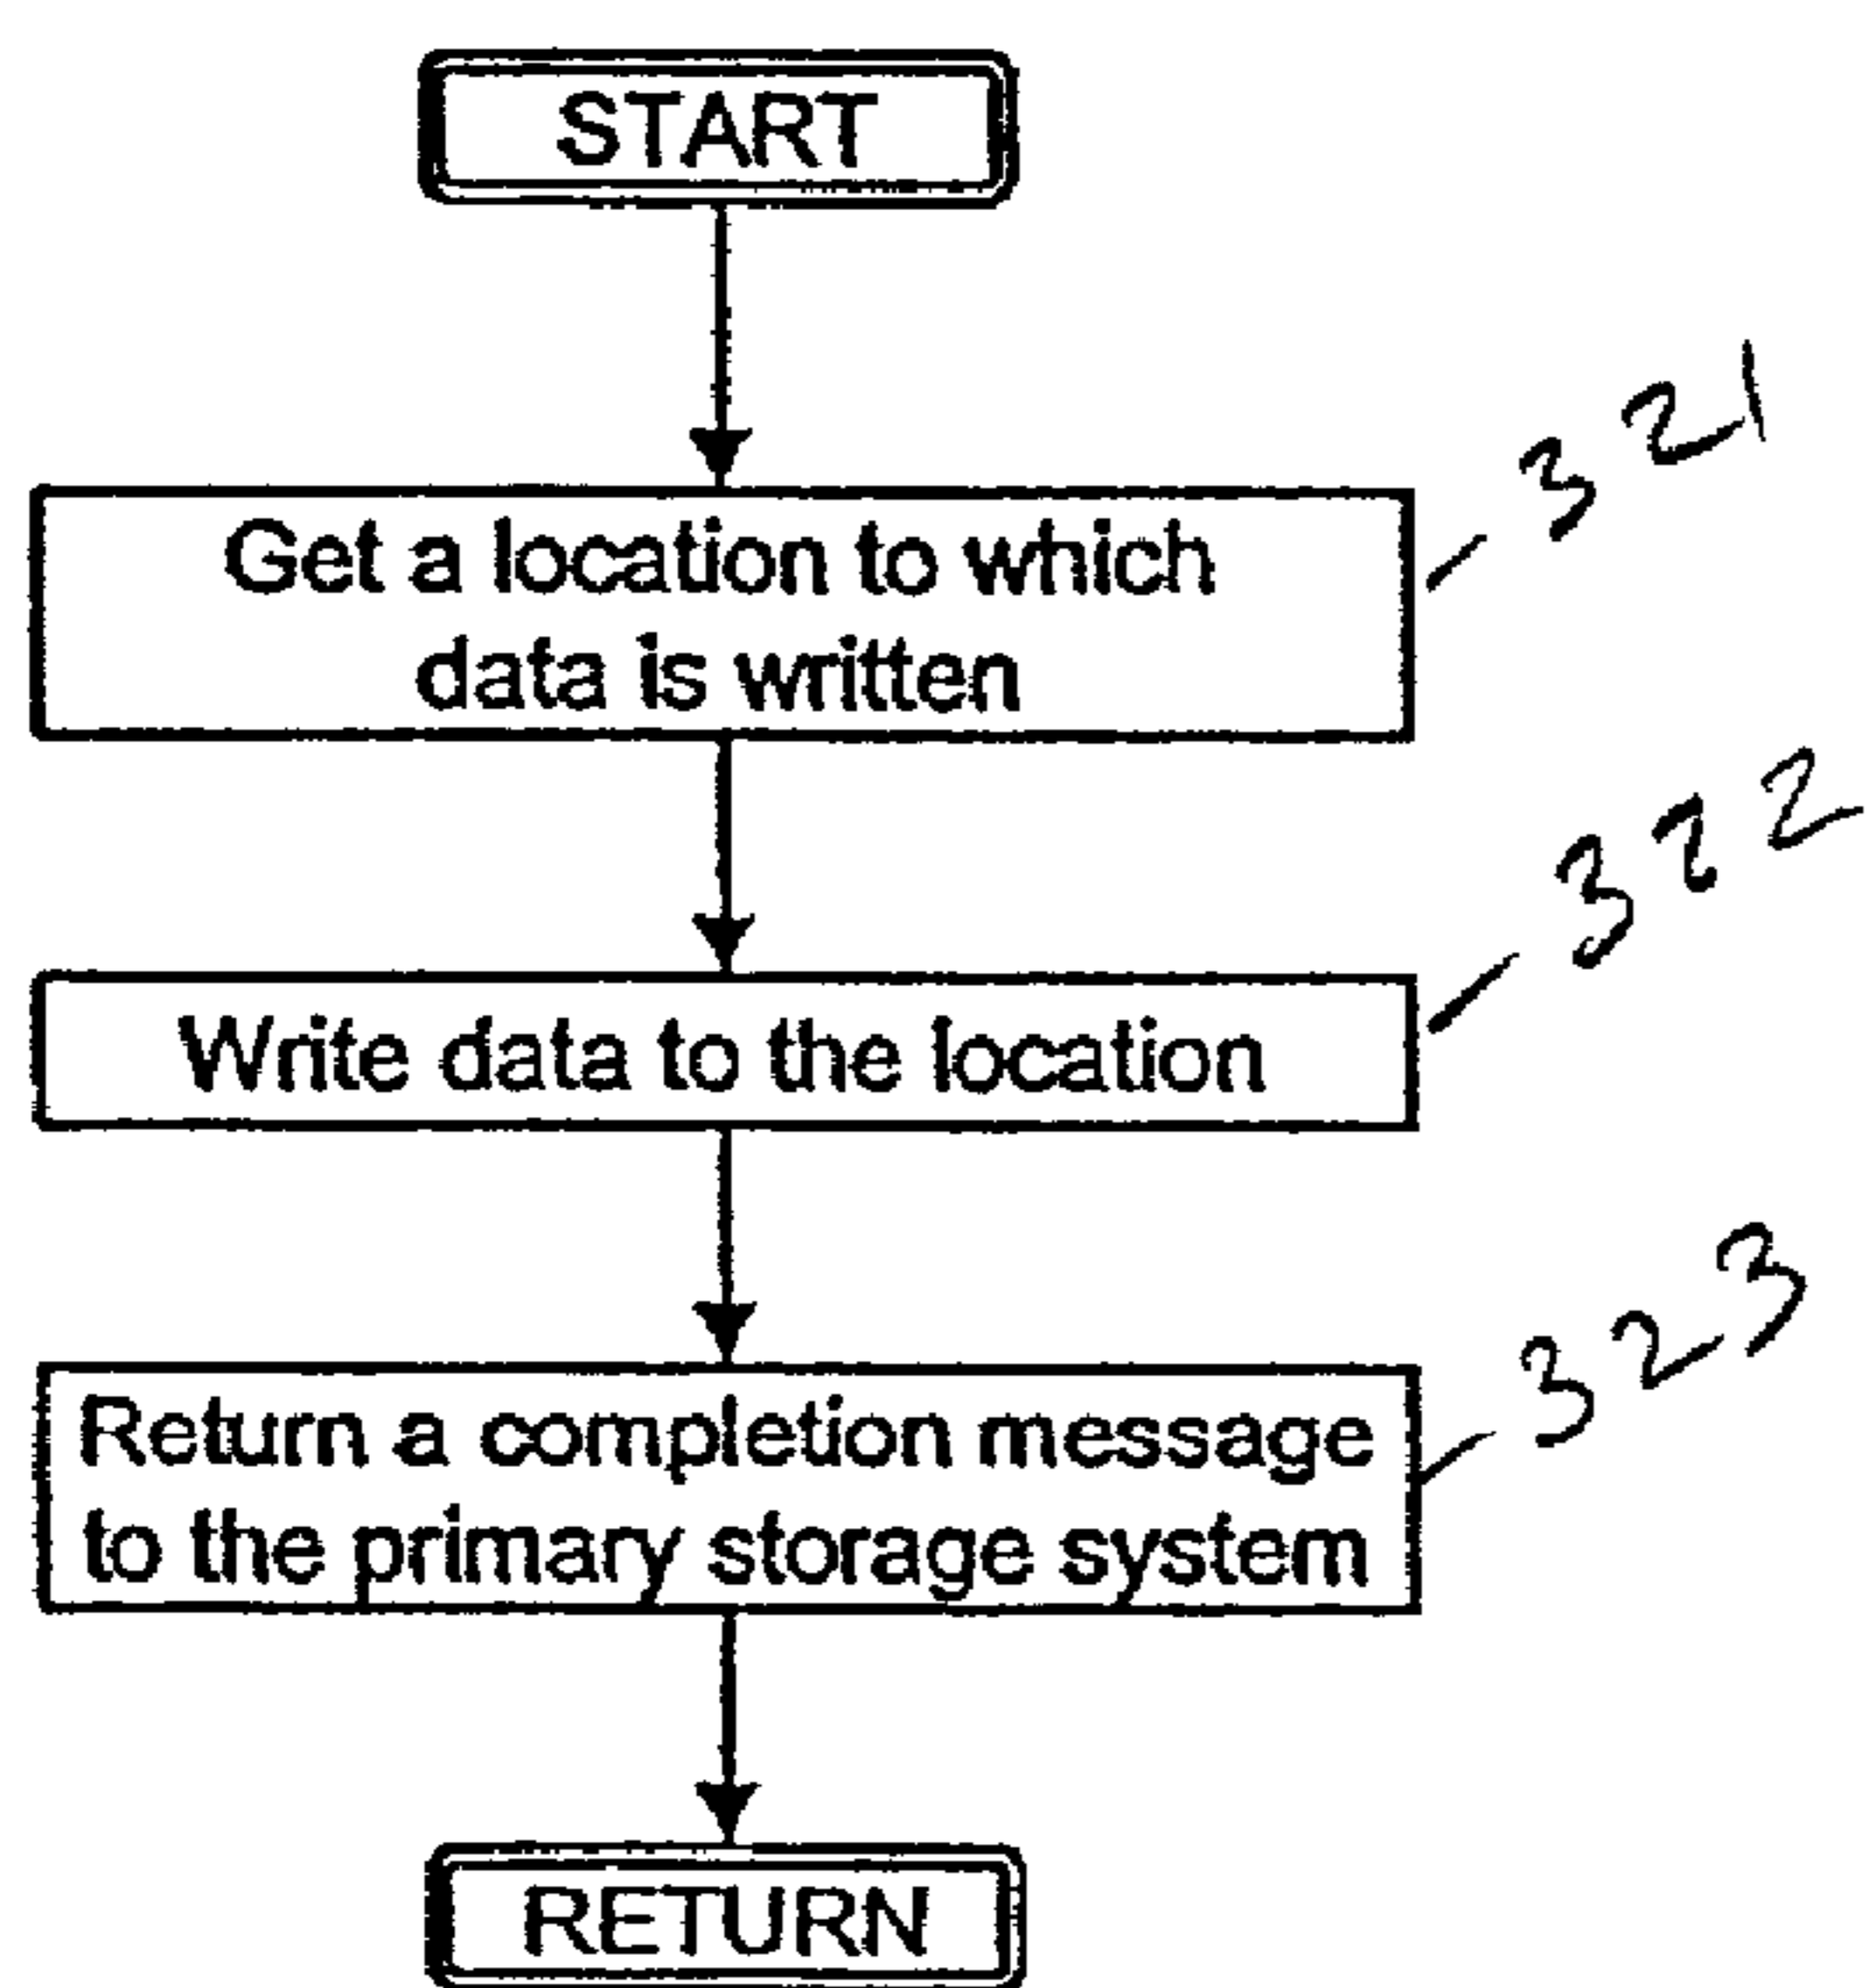 START
321
Get a location to which
data is written
322
Write data to the location
323
Return a completion message
to the primary storage system
RETURN